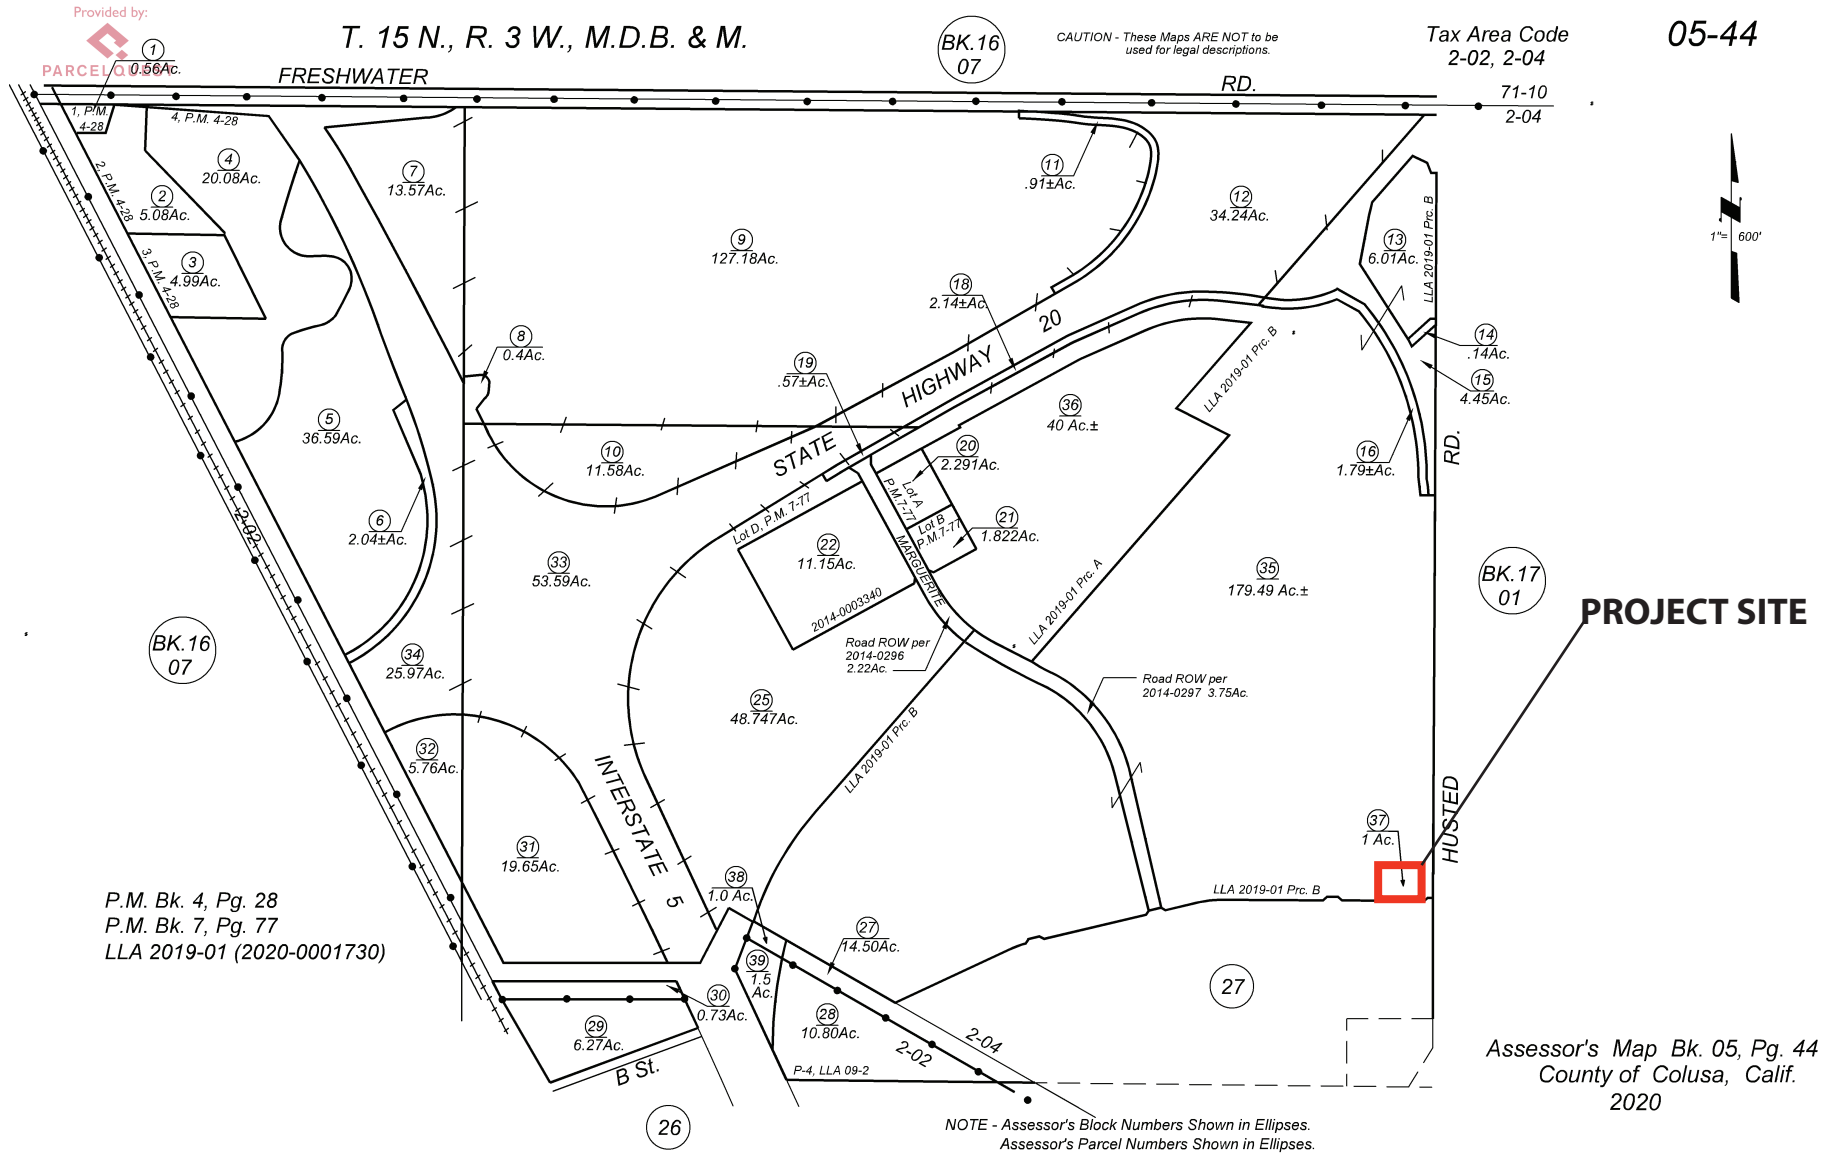 Provided by:
PARCELQUEST
T. 15 N., R. 3 W., M.D.B. & M.
BK.16
07
CAUTION - These Maps ARE NOT to be
used for legal descriptions.
Tax Area Code
2-02, 2-04
05-44
71-10
2-04
FRESHWATER
RD.
1
0.56Ac.
1, P.M.
4-28
4, P.M. 4-28
2, P.M. 4-28
3, P.M. 4-28
2
5.08Ac.
3
4.99Ac.
4
20.08Ac.
5
36.59Ac.
6
2.04±Ac.
7
13.57Ac.
8
0.4Ac.
9
127.18Ac.
10
11.58Ac.
11
.91±Ac.
12
34.24Ac.
13
6.01Ac.
LLA 2019-01 Prc. B
14
.14Ac.
15
4.45Ac.
16
1.79±Ac.
18
2.14±Ac.
19
.57±Ac.
STATE HIGHWAY 20
1"= 600'
LLA 2019-01 Prc. B
36
40 Ac.±
20
2.291Ac.
Lot A
P.M.7-77
21
1.822Ac.
Lot B
P.M.7-77
Lot D, P.M. 7-77
22
11.15Ac.
2014-0003340
MARGUERITE
Road ROW per
2014-0296
2.22Ac.
LLA 2019-01 Prc. A
35
179.49 Ac.±
Road ROW per
2014-0297 3.75Ac.
BK.17
01
PROJECT SITE
HUSTED RD.
2-02
BK.16
07
33
53.59Ac.
34
25.97Ac.
25
48.747Ac.
LLA 2019-01 Prc. B
32
5.76Ac.
31
19.65Ac.
INTERSTATE 5
37
1 Ac.
LLA 2019-01 Prc. B
38
1.0 Ac.
27
14.50Ac.
39
1.5
Ac.
28
10.80Ac.
30
0.73Ac.
29
6.27Ac.
B St.
2-02
2-04
P-4, LLA 09-2
27
26
P.M. Bk. 4, Pg. 28
P.M. Bk. 7, Pg. 77
LLA 2019-01 (2020-0001730)
Assessor's Map Bk. 05, Pg. 44
County of Colusa, Calif.
2020
NOTE - Assessor's Block Numbers Shown in Ellipses.
Assessor's Parcel Numbers Shown in Ellipses.